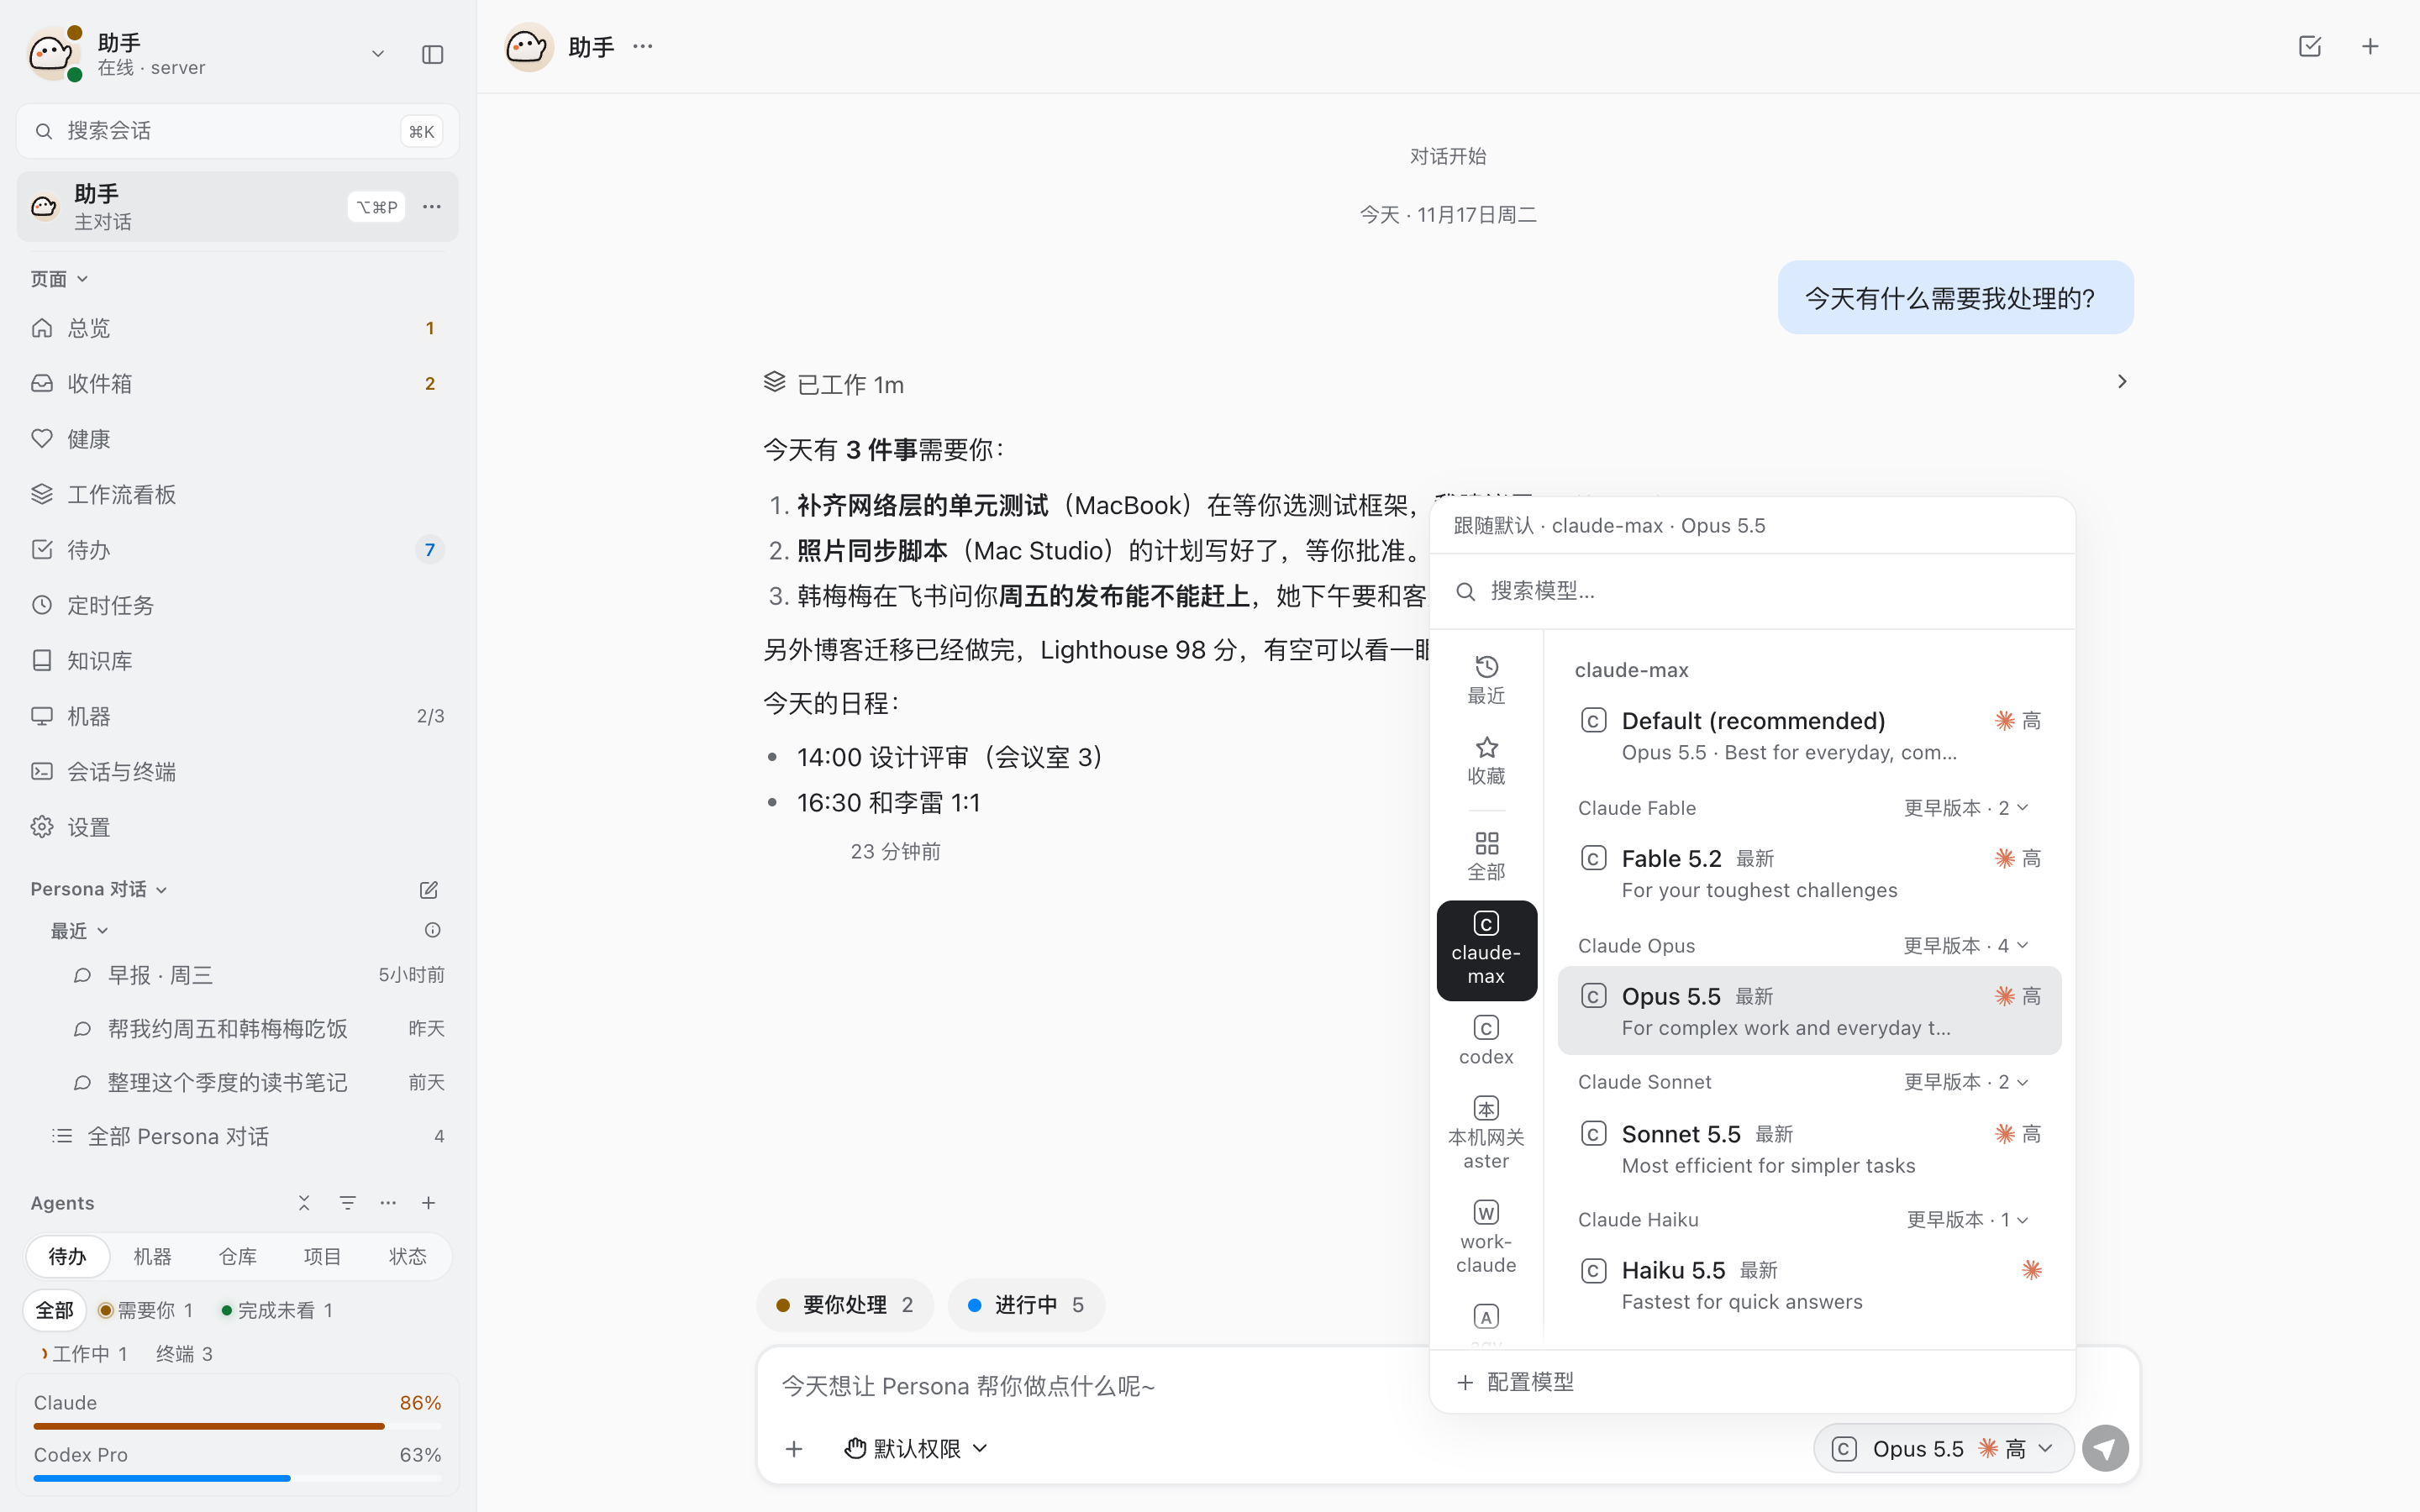 助手
在线 · server
搜索会话
⌘K
助手
主对话
⌥⌘P
页面
总览
1
收件箱
2
健康
工作流看板
待办
7
定时任务
知识库
机器
2/3
会话与终端
设置
Persona 对话
最近
早报 · 周三
5小时前
帮我约周五和韩梅梅吃饭
昨天
整理这个季度的读书笔记
前天
全部 Persona 对话
4
Agents
待办
机器
仓库
项目
状态
全部
需要你 1
完成未看 1
工作中 1
终端 3
Claude
86%
Codex Pro
63%
助手
对话开始
今天 · 11月17日周二
今天有什么需要我处理的?
已工作 1m
今天有 3 件事需要你：
1. 补齐网络层的单元测试（MacBook）在等你选测试框架，
2. 照片同步脚本（Mac Studio）的计划写好了，等你批准。
3. 韩梅梅在飞书问你周五的发布能不能赶上，她下午要和客
另外博客迁移已经做完，Lighthouse 98 分，有空可以看一眼
今天的日程：
• 14:00 设计评审（会议室 3）
• 16:30 和李雷 1:1
23 分钟前
要你处理 2
进行中 5
今天想让 Persona 帮你做点什么呢~
默认权限
C Opus 5.5 高
跟随默认 · claude-max · Opus 5.5
搜索模型...
最近
收藏
全部
C
claude-
max
C
codex
本
本机网关
aster
W
work-
claude
A
claude-max
C Default (recommended)
高
Opus 5.5 · Best for everyday, com...
Claude Fable
更早版本 · 2
C Fable 5.2 最新
高
For your toughest challenges
Claude Opus
更早版本 · 4
C Opus 5.5 最新
高
For complex work and everyday t...
Claude Sonnet
更早版本 · 2
C Sonnet 5.5 最新
高
Most efficient for simpler tasks
Claude Haiku
更早版本 · 1
C Haiku 5.5 最新
Fastest for quick answers
配置模型